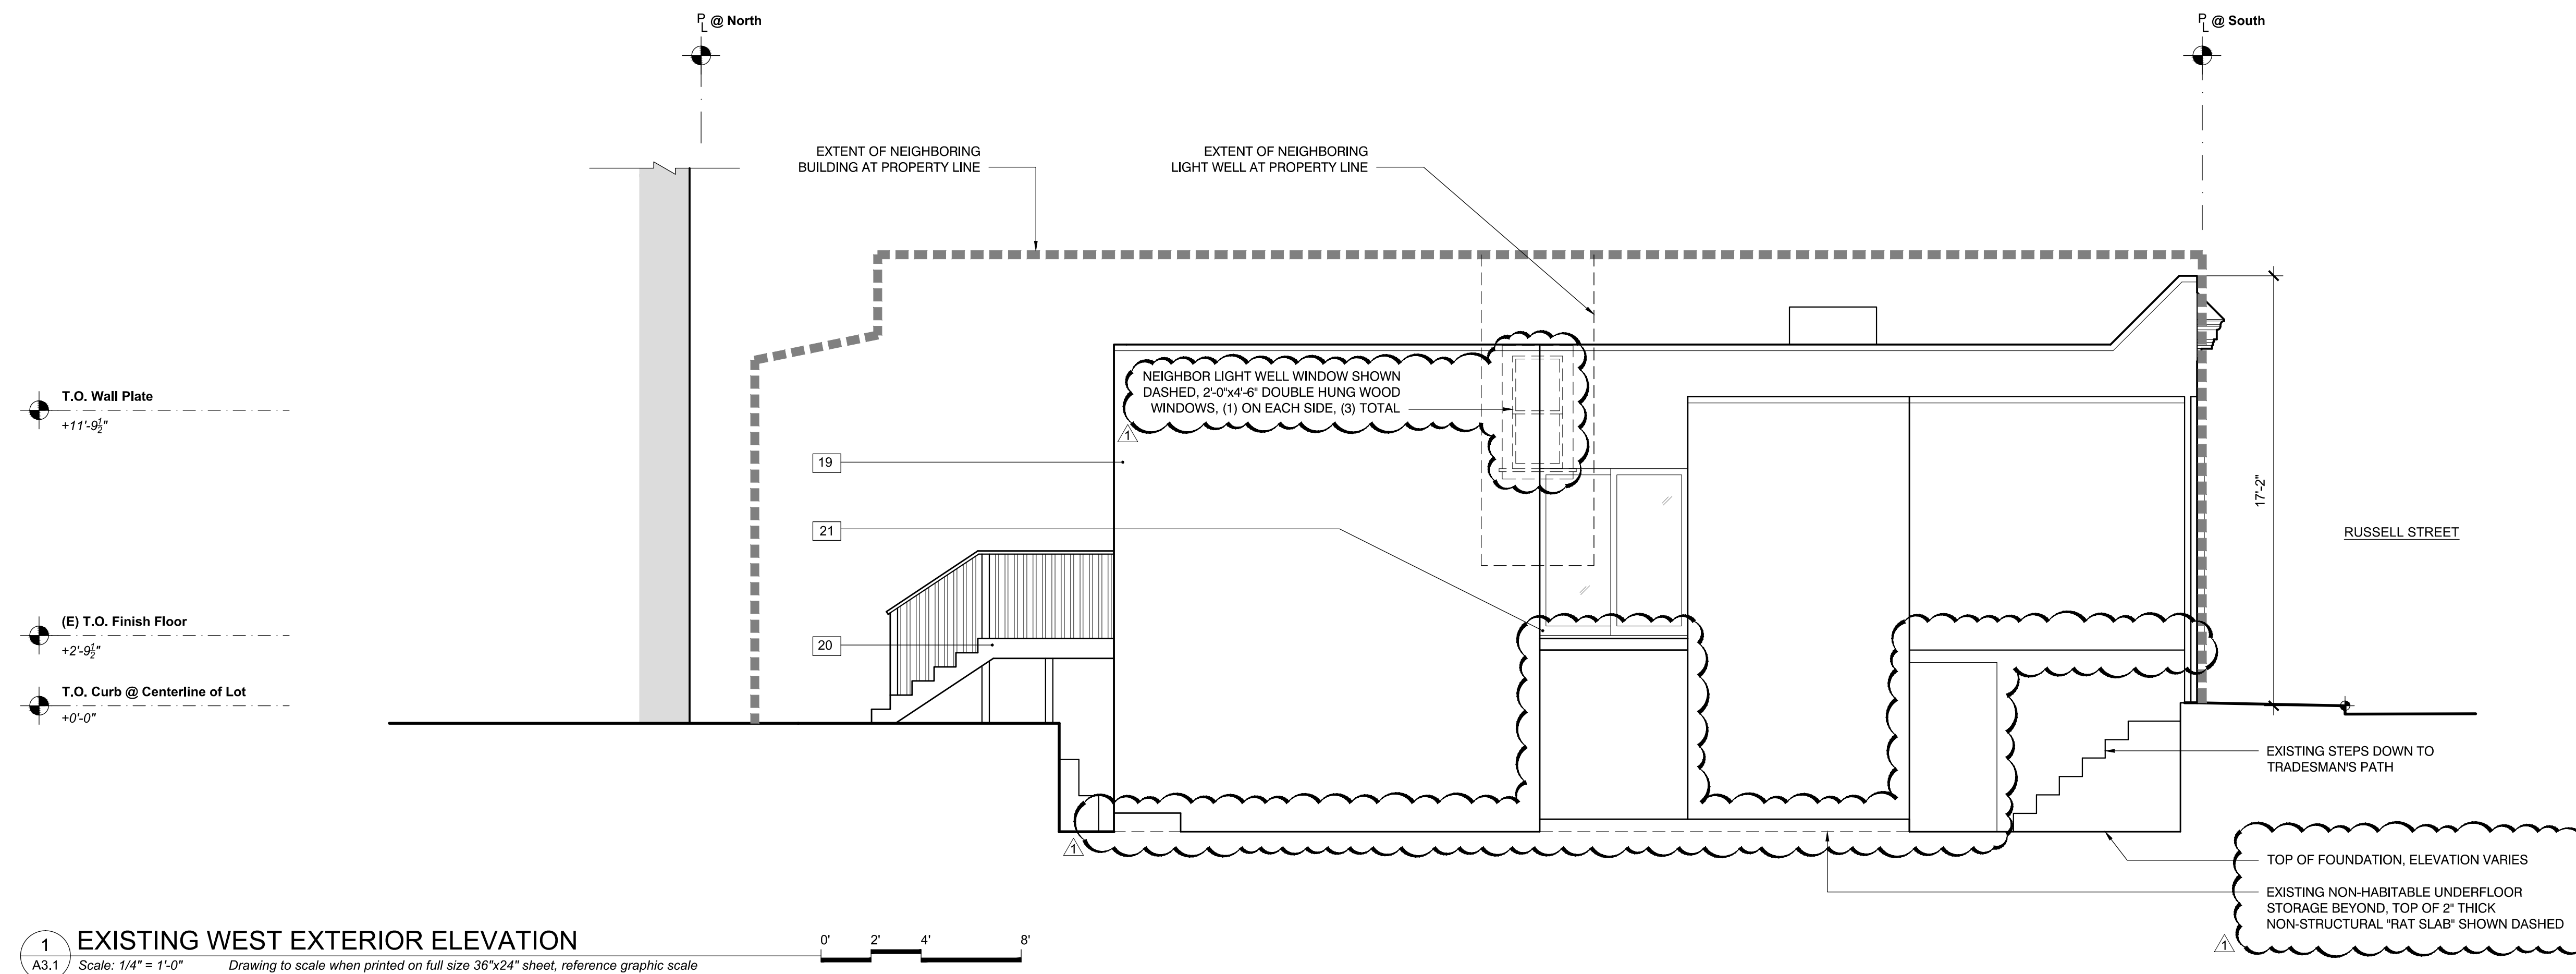 PL @ North
PL @ South
EXTENT OF NEIGHBORING
BUILDING AT PROPERTY LINE
EXTENT OF NEIGHBORING
LIGHT WELL AT PROPERTY LINE
NEIGHBOR LIGHT WELL WINDOW SHOWN
DASHED, 2'-0"x4'-6" DOUBLE HUNG WOOD
WINDOWS, (1) ON EACH SIDE, (3) TOTAL
1
T.O. Wall Plate
+11'-9½"
19
21
20
17'-2"
RUSSELL STREET
(E) T.O. Finish Floor
+2'-9½"
T.O. Curb @ Centerline of Lot
+0'-0"
EXISTING STEPS DOWN TO
TRADESMAN'S PATH
1
TOP OF FOUNDATION, ELEVATION VARIES
EXISTING NON-HABITABLE UNDERFLOOR
STORAGE BEYOND, TOP OF 2" THICK
NON-STRUCTURAL "RAT SLAB" SHOWN DASHED
1
1
A3.1
EXISTING WEST EXTERIOR ELEVATION
Scale: 1/4" = 1'-0" Drawing to scale when printed on full size 36"x24" sheet, reference graphic scale
0' 2' 4' 8'